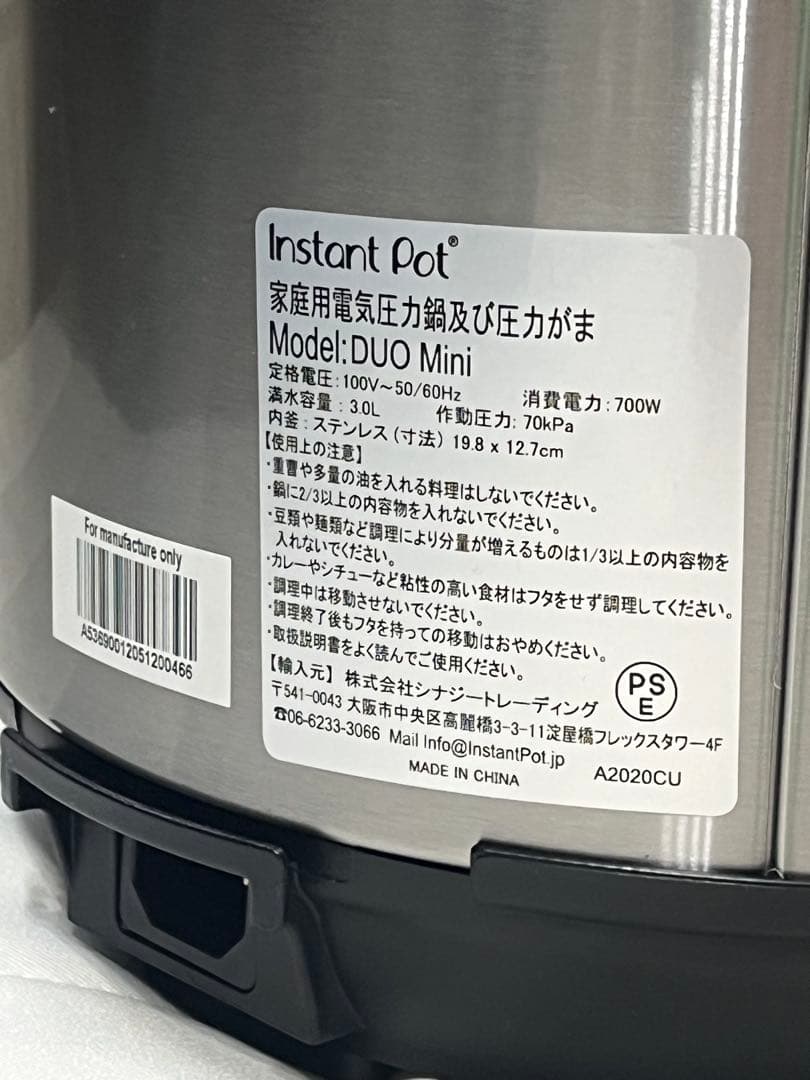 Instant Pot®
家庭用電気圧力鍋及び圧力がま
Model:DUO Mini
定格電圧:100V～50/60Hz 消費電力:700W
満水容量:3.0L 作動圧力:70kPa
内釜:ステンレス(寸法) 19.8 x 12.7cm
【使用上の注意】
・重曹や多量の油を入れる料理はしないでください。
・鍋に2/3以上の内容物を入れないでください。
・豆類や麺類など調理により分量が増えるものは1/3以上の内容物を
入れないでください。
・カレーやシチューなど粘性の高い食材はフタをせず調理してください。
・調理中は移動させないでください。
・調理終了後もフタを持っての移動はおやめください。
・取扱説明書をよく読んでご使用ください。
【輸入元】 株式会社シナジートレーディング
〒541-0043 大阪市中央区高麗橋3-3-11淀屋橋フレックスタワー4F
☎06-6233-3066 Mail Info@InstantPot.jp
MADE IN CHINA A2020CU
PS
E
For manufacture only
A53690012051200466